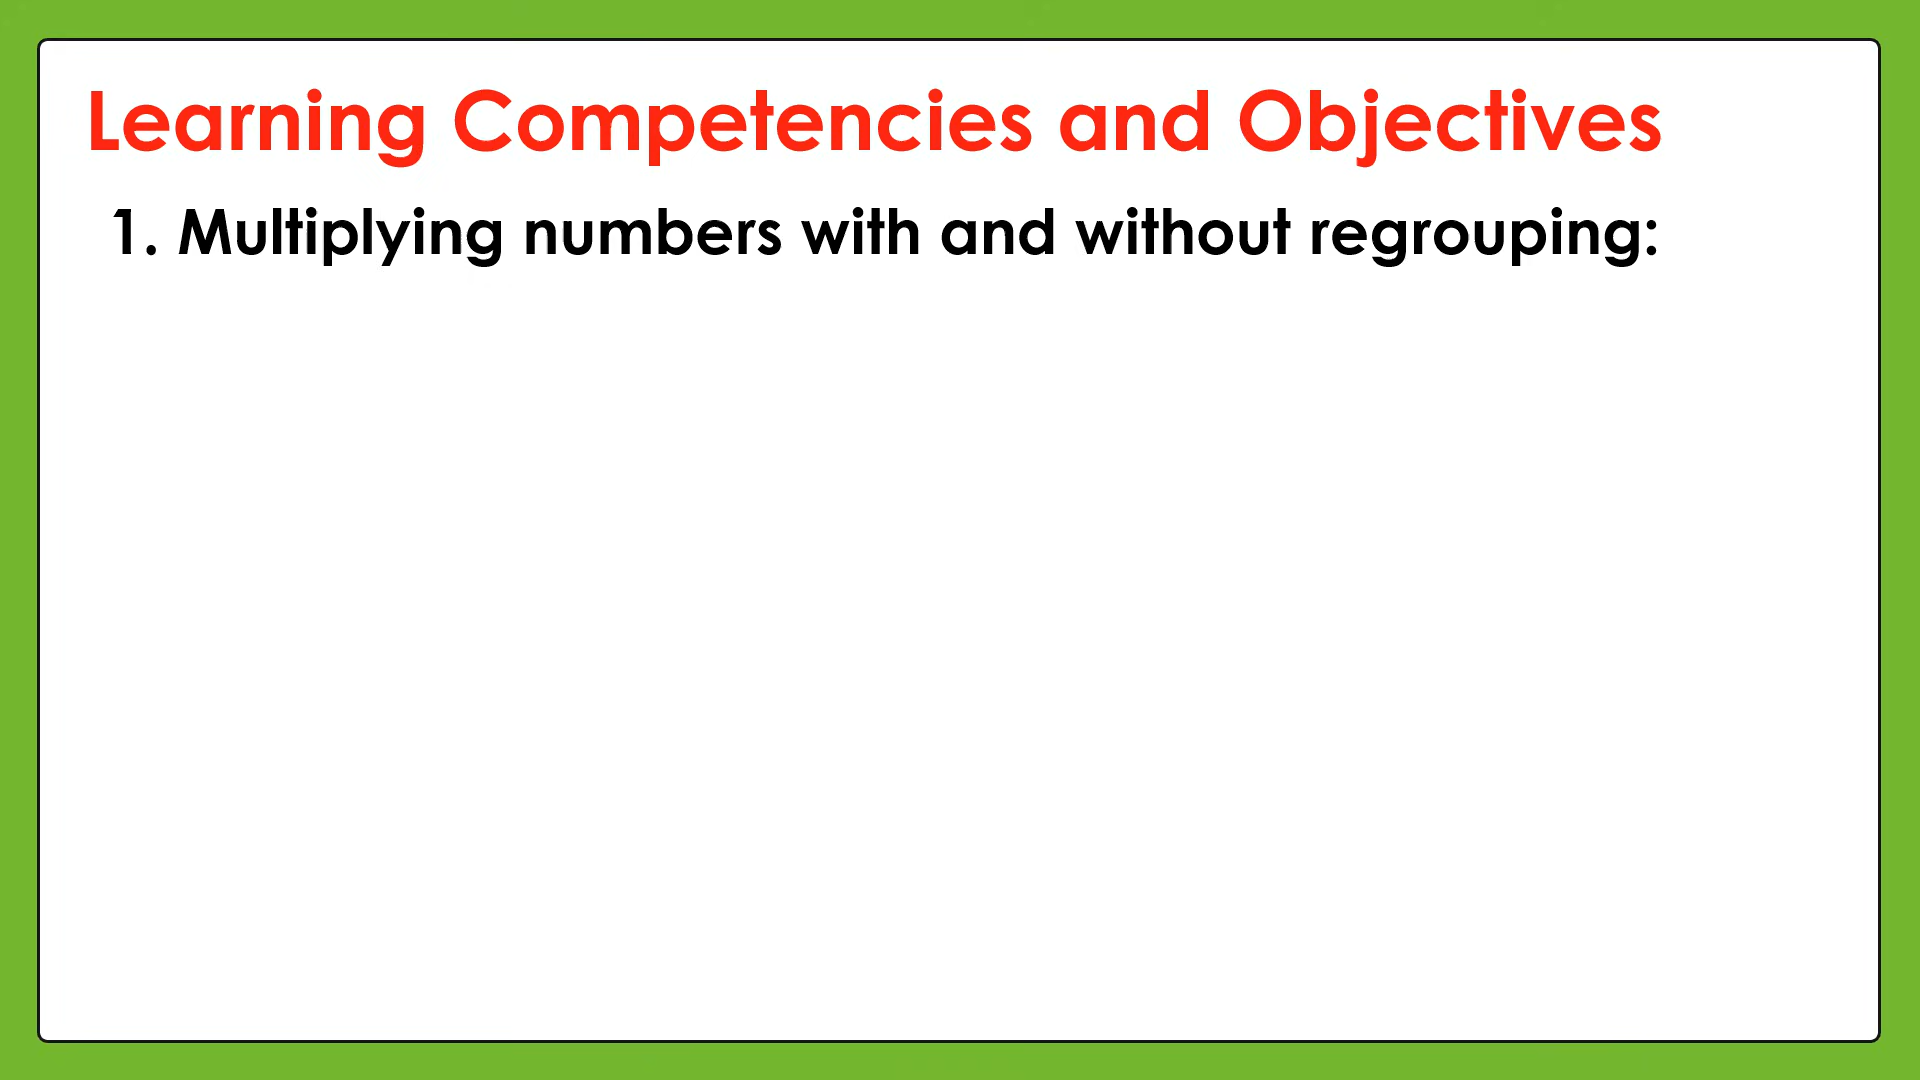 Learning Competencies and Objectives
1. Multiplying numbers with and without regrouping: